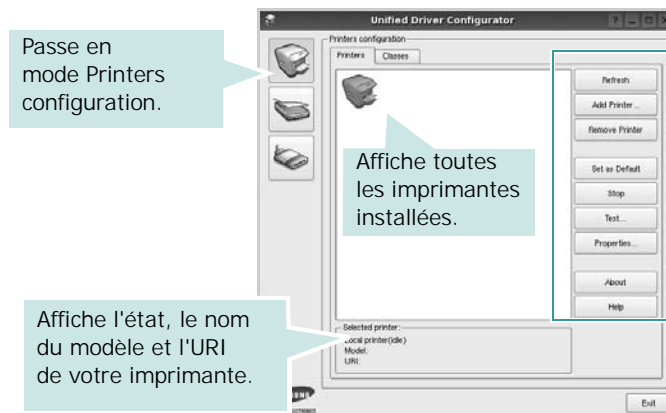 Unified Driver Configurator
Passe en
mode Printers
configuration.
Printers configuration
Printers
Classes
Refresh
Add Printer...
Remove Printer
Set as Default
Stop
Test...
Properties...
About
Help
Affiche toutes
les imprimantes
installées.
Affiche l'état, le nom
du modèle et l'URI
de votre imprimante.
Selected printer:
Local printer(idle)
Model:
URI:
Exit